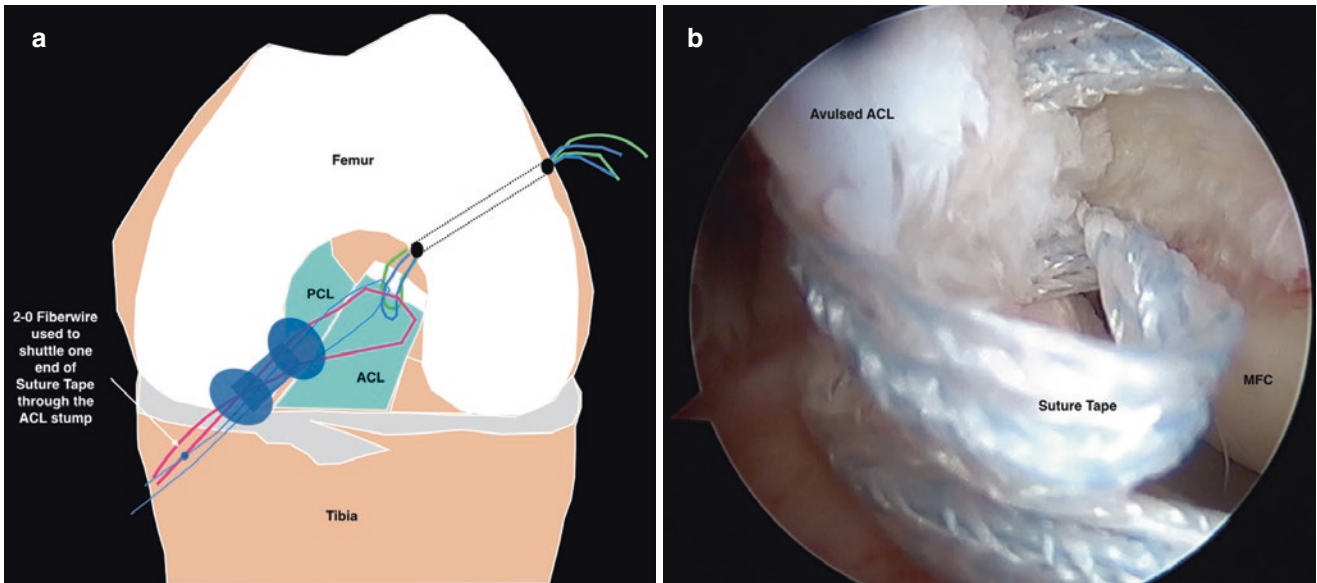 a
Femur
PCL
ACL
2-0 Fiberwire
used to
shuttle one
end of
Suture Tape
through the
ACL stump
Tibia
b
Avulsed ACL
MFC
Suture Tape